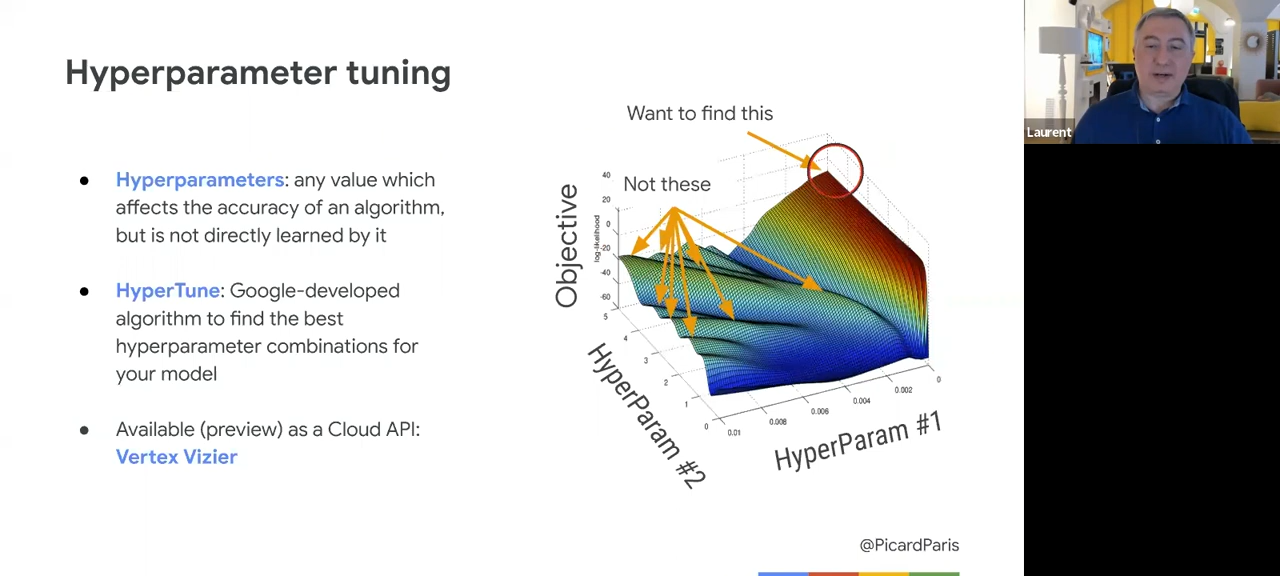 Hyperparameter tuning
Hyperparameters: any value which
affects the accuracy of an algorithm,
but is not directly learned by it
HyperTune: Google-developed
algorithm to find the best
hyperparameter combinations for
your model
Available (preview) as a Cloud API:
Vertex Vizier
Want to find this
Not these
Objective
log-likelihood
40
20
0
-20
-40
-60
5
4
3
2
1
0
0.01
0.008
0.006
0.004
0.002
0
HyperParam #2
HyperParam #1
@PicardParis
Laurent